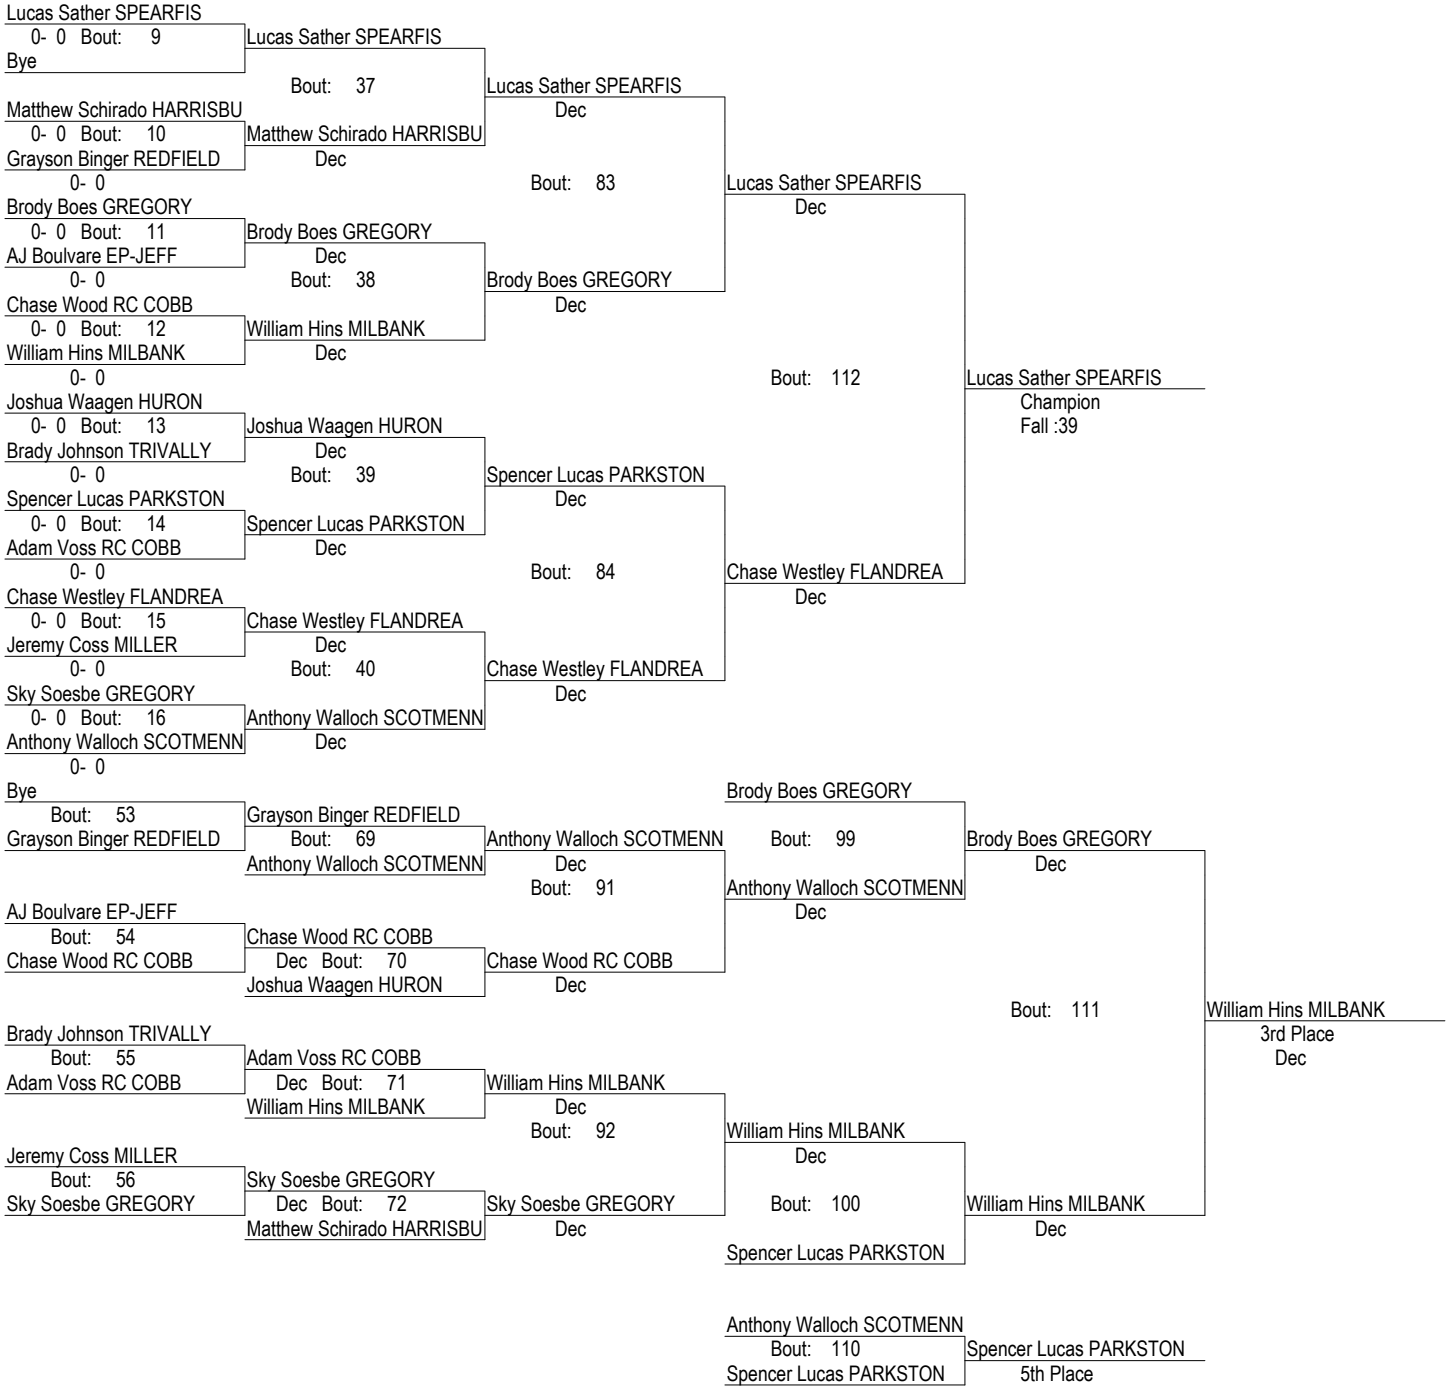 Lucas Sather SPEARFIS
0- 0 Bout: 9 Lucas Sather SPEARFIS
Bye
Bout: 37 Lucas Sather SPEARFIS
Matthew Schirado HARRISBU Dec
0- 0 Bout: 10 Matthew Schirado HARRISBU
Grayson Binger REDFIELD Dec
0- 0 Bout: 83 Lucas Sather SPEARFIS
Brody Boes GREGORY Dec
0- 0 Bout: 11 Brody Boes GREGORY
AJ Boulvare EP-JEFF Dec
0- 0 Bout: 38 Brody Boes GREGORY
Chase Wood RC COBB Dec
0- 0 Bout: 12 William Hins MILBANK
William Hins MILBANK Dec
0- 0 Bout: 112 Lucas Sather SPEARFIS
Joshua Waagen HURON Champion
0- 0 Bout: 13 Joshua Waagen HURON Fall :39
Brady Johnson TRIVALLY Dec
0- 0 Bout: 39 Spencer Lucas PARKSTON
Spencer Lucas PARKSTON Dec
0- 0 Bout: 14 Spencer Lucas PARKSTON
Adam Voss RC COBB Dec
0- 0 Bout: 84 Chase Westley FLANDREA
Chase Westley FLANDREA Dec
0- 0 Bout: 15 Chase Westley FLANDREA
Jeremy Coss MILLER Dec
0- 0 Bout: 40 Chase Westley FLANDREA
Sky Soesbe GREGORY Dec
0- 0 Bout: 16 Anthony Walloch SCOTMENN
Anthony Walloch SCOTMENN Dec
0- 0
Bye Brody Boes GREGORY
Bout: 53 Grayson Binger REDFIELD
Grayson Binger REDFIELD Bout: 69 Anthony Walloch SCOTMENN Bout: 99 Brody Boes GREGORY
Anthony Walloch SCOTMENN Dec Dec
Bout: 91 Anthony Walloch SCOTMENN
AJ Boulvare EP-JEFF Dec
Bout: 54 Chase Wood RC COBB
Chase Wood RC COBB Dec Bout: 70 Chase Wood RC COBB
Joshua Waagen HURON Dec
Bout: 111 William Hins MILBANK
Brady Johnson TRIVALLY 3rd Place
Bout: 55 Adam Voss RC COBB Dec
Adam Voss RC COBB Dec Bout: 71 William Hins MILBANK
William Hins MILBANK Dec
Bout: 92 William Hins MILBANK
Jeremy Coss MILLER Dec
Bout: 56 Sky Soesbe GREGORY
Sky Soesbe GREGORY Dec Bout: 72 Sky Soesbe GREGORY Bout: 100 William Hins MILBANK
Matthew Schirado HARRISBU Dec Dec
Spencer Lucas PARKSTON
Anthony Walloch SCOTMENN
Bout: 110 Spencer Lucas PARKSTON
Spencer Lucas PARKSTON 5th Place